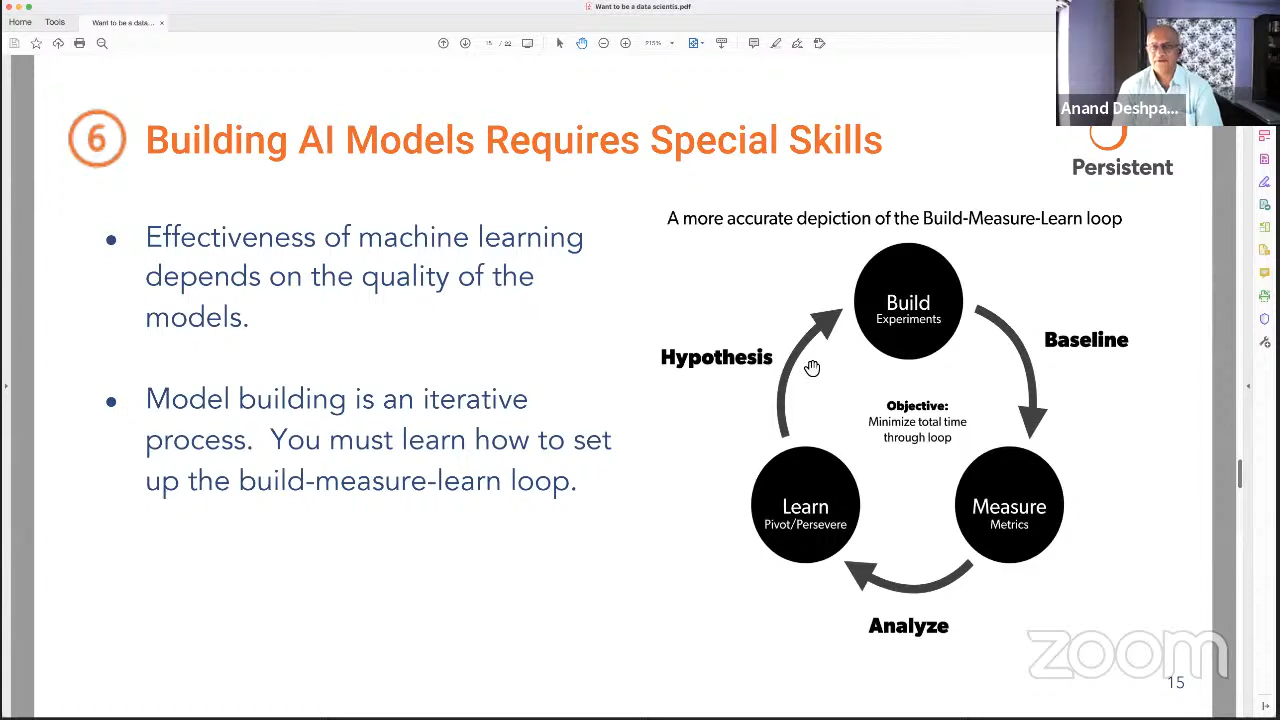 Want to be a data scientis.pdf
Home
Tools
Want to be a data...
×
15 / 22
215%
Anand Deshpa...
Persistent
6
Building AI Models Requires Special Skills
• Effectiveness of machine learning
depends on the quality of the
models.
• Model building is an iterative
process. You must learn how to set
up the build-measure-learn loop.
A more accurate depiction of the Build-Measure-Learn loop
Build
Experiments
Baseline
Hypothesis
Objective:
Minimize total time
through loop
Learn
Pivot/Persevere
Measure
Metrics
Analyze
zoom
15